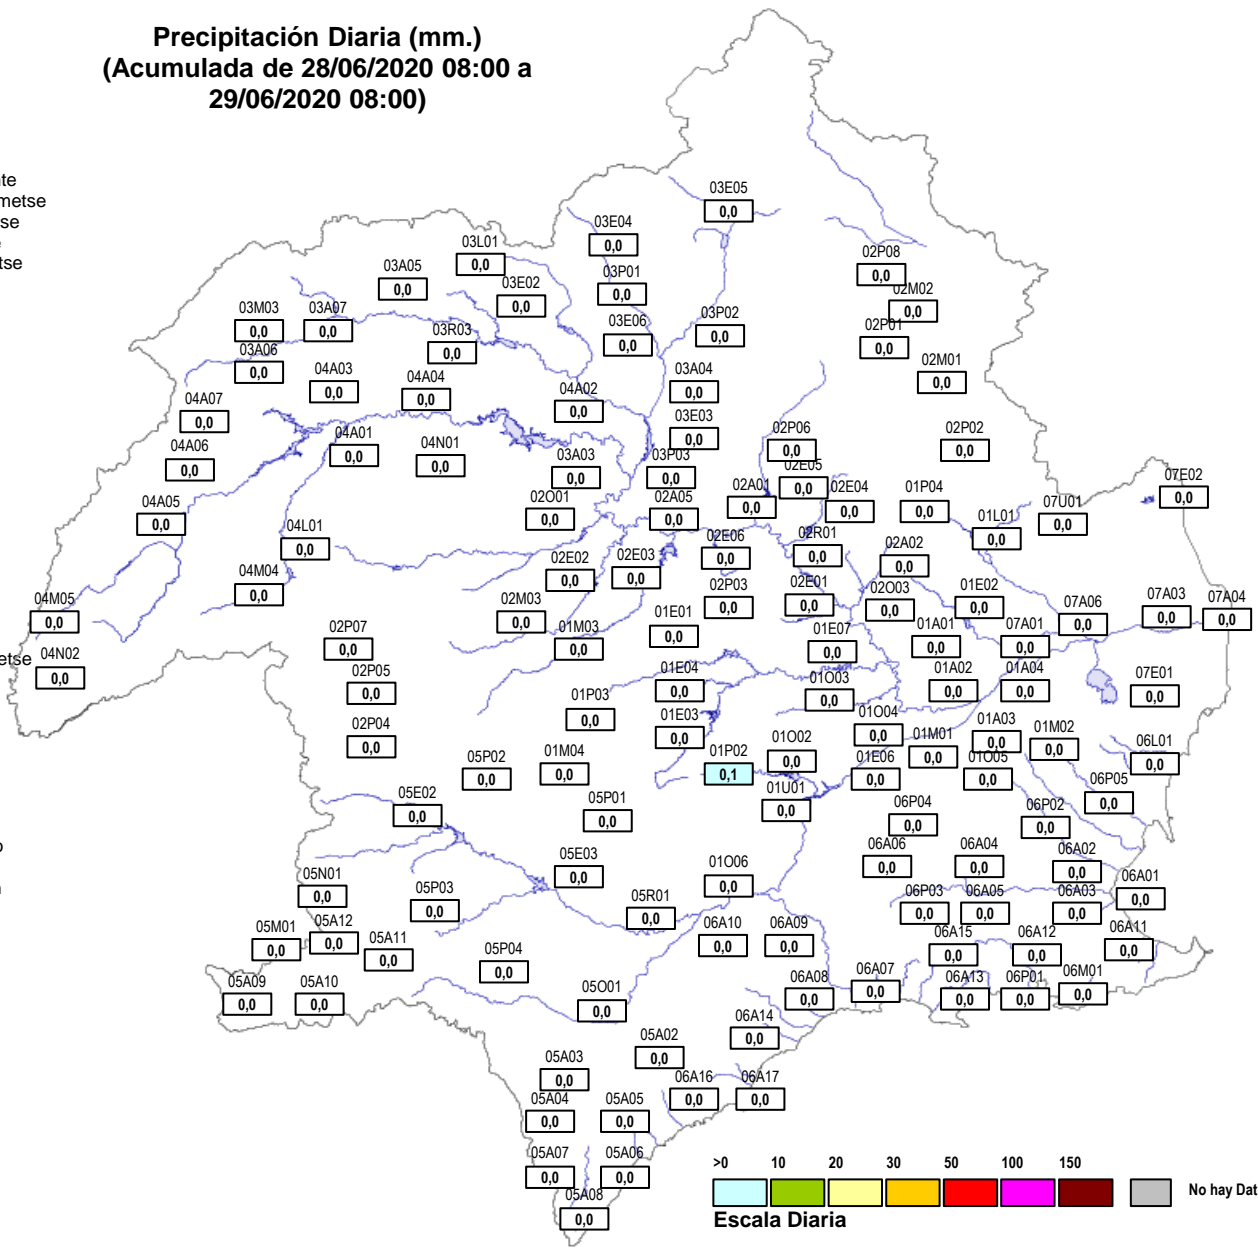 Precipitación Diaria (mm.)
(Acumulada de 28/06/2020 08:00 a
29/06/2020 08:00)
03E05
0,0
03E04
0,0
03L01
0,0
02P08
0,0
03A05
0,0
03P01
0,0
03E02
0,0
02M02
0,0
03M03
0,0
03A07
0,0
03P02
0,0
03E06
0,0
02P01
0,0
03R03
0,0
03A06
0,0
02M01
0,0
04A03
0,0
03A04
0,0
04A04
0,0
04A02
0,0
04A07
0,0
03E03
0,0
02P06
0,0
02P02
0,0
04A01
0,0
04N01
0,0
04A06
0,0
03A03
0,0
03P03
0,0
02E05
0,0
07E02
0,0
02A01
0,0
02E04
0,0
01P04
0,0
02O01
0,0
02A05
0,0
07U01
0,0
04A05
0,0
01L01
0,0
04L01
0,0
02R01
0,0
02E06
0,0
02A02
0,0
02E03
0,0
02E02
0,0
04M04
0,0
02E01
0,0
02P03
0,0
01E02
0,0
02O03
0,0
07A03
0,0
07A04
0,0
04M05
0,0
02M03
0,0
07A06
0,0
01E01
0,0
01M03
0,0
02P07
0,0
01E07
0,0
01A01
0,0
07A01
0,0
04N02
0,0
02P05
0,0
01E04
0,0
01A02
0,0
01A04
0,0
07E01
0,0
01O03
0,0
01P03
0,0
01E03
0,0
01O04
0,0
01A03
0,0
02P04
0,0
01M02
0,0
01M01
0,0
01O02
0,0
06L01
0,0
01P02
0,1
01M04
0,0
05P02
0,0
01E06
0,0
01O05
0,0
06P05
0,0
01U01
0,0
05E02
0,0
05P01
0,0
06P04
0,0
06P02
0,0
06A06
0,0
06A04
0,0
06A02
0,0
05E03
0,0
01O06
0,0
05N01
0,0
06A01
0,0
05P03
0,0
06P03
0,0
06A05
0,0
06A03
0,0
05R01
0,0
05A12
0,0
05M01
0,0
06A10
0,0
06A09
0,0
06A11
0,0
06A15
0,0
06A12
0,0
05A11
0,0
05P04
0,0
06A07
0,0
06M01
0,0
06A08
0,0
06A13
0,0
06P01
0,0
05A09
0,0
05A10
0,0
05O01
0,0
06A14
0,0
05A02
0,0
05A03
0,0
06A16
0,0
06A17
0,0
05A04
0,0
05A05
0,0
05A07
0,0
05A06
0,0
05A08
0,0
>0 10 20 30 50 100 150
No hay Dat
Escala Diaria